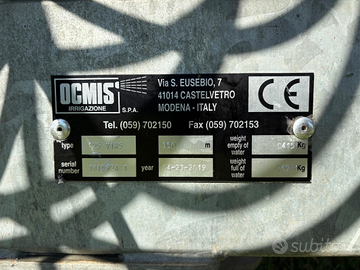 OCMIS
IRRIGAZIONE S.P.A.
Via S. EUSEBIO, 7
41014 CASTELVETRO
MODENA - ITALY
CE
Tel. (059) 702150 Fax (059) 702153
type
m
weight empty of water
Kg
serial number
year
weight full of water
Kg
subito